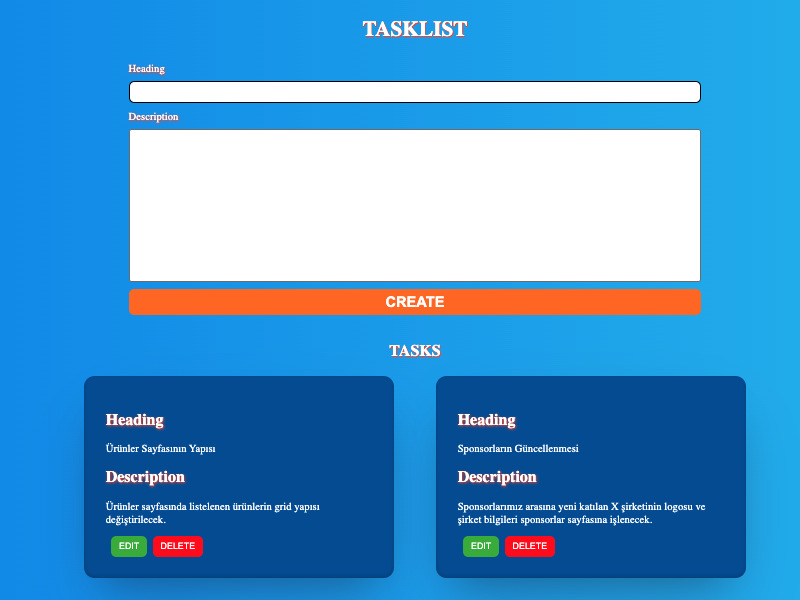 TASKLIST
Heading
Description
CREATE
TASKS
Heading
Ürünler Sayfasının Yapısı
Description
Ürünler sayfasında listelenen ürünlerin grid yapısı
değiştirilecek.
EDIT DELETE
Heading
Sponsorların Güncellenmesi
Description
Sponsorlarımız arasına yeni katılan X şirketinin logosu ve
şirket bilgileri sponsorlar sayfasına işlenecek.
EDIT DELETE